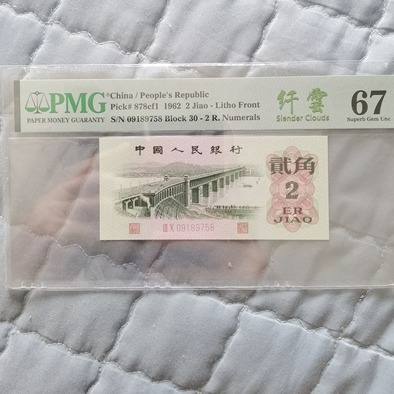 PMG
PAPER MONEY GUARANTY
China / People's Republic
Pick# 878cf1 1962 2 Jiao - Litho Front
S/N 09189758 Block 30 - 2 R. Numerals
纤雲
Slender Clouds
67
Superb Gem Unc
中國人民銀行
貳角
2
ER
JIAO
ⅢⅩ 09189758